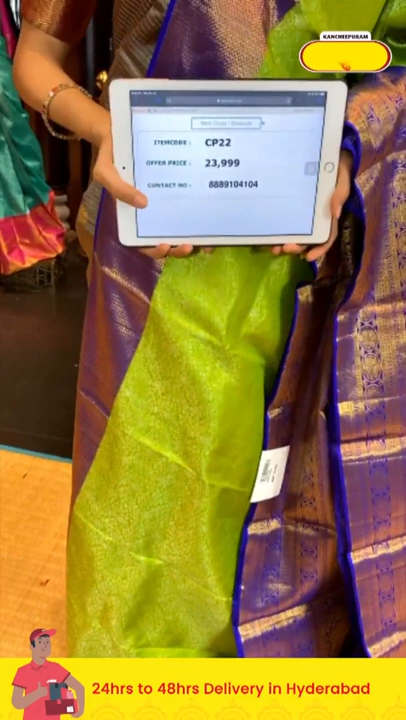 KANCHEEPURAM
ITEMCODE : CP22
OFFER PRICE : 23,999
CONTACT NO : 8889104104
24hrs to 48hrs Delivery in Hyderabad